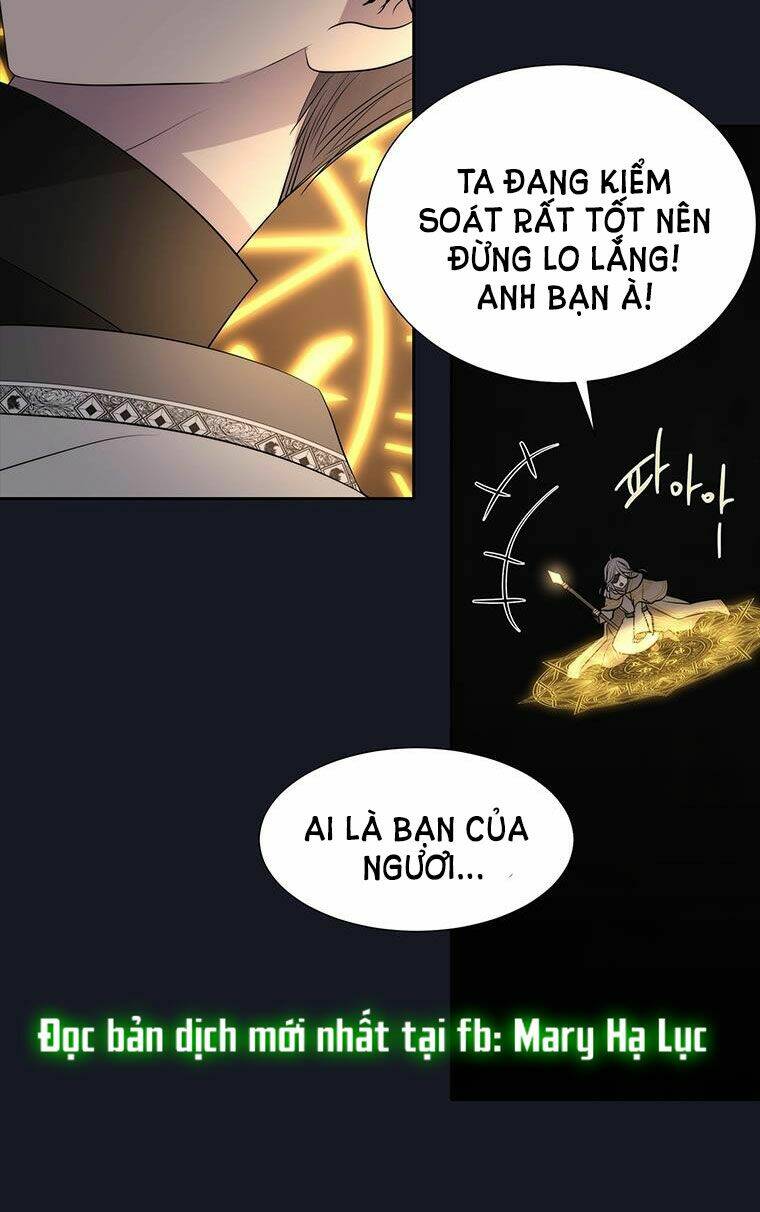 TA ĐANG KIỂM
SOÁT RẤT TỐT NÊN
ĐỪNG LO LẮNG!
ANH BẠN À!
파아아
AI LÀ BẠN CỦA
NGƯƠI...
Đọc bản dịch mới nhất tại fb: Mary Hạ Lục